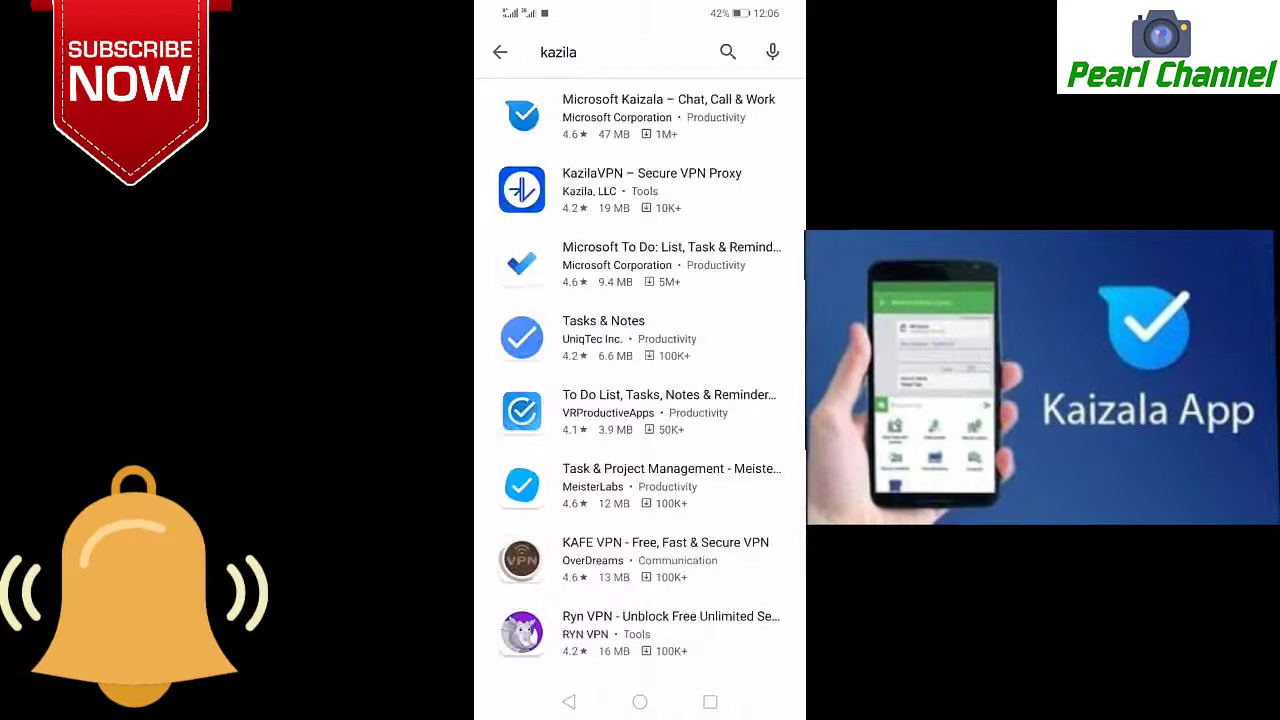 SUBSCRIBE
NOW
42% 12:06
kazila
Microsoft Kaizala – Chat, Call & Work
Microsoft Corporation • Productivity
4.6★ 47 MB 1M+
KazilaVPN – Secure VPN Proxy
Kazila, LLC • Tools
4.2★ 19 MB 10K+
Microsoft To Do: List, Task & Remind...
Microsoft Corporation • Productivity
4.6★ 9.4 MB 5M+
Tasks & Notes
UniqTec Inc. • Productivity
4.2★ 6.6 MB 100K+
To Do List, Tasks, Notes & Reminder...
VRProductiveApps • Productivity
4.1★ 3.9 MB 50K+
Task & Project Management - Meiste...
MeisterLabs • Productivity
4.6★ 12 MB 100K+
VPN
KAFE VPN - Free, Fast & Secure VPN
OverDreams • Communication
4.6★ 13 MB 100K+
Ryn VPN - Unblock Free Unlimited Se...
RYN VPN • Tools
4.2★ 16 MB 100K+
Pearl Channel
Kaizala App